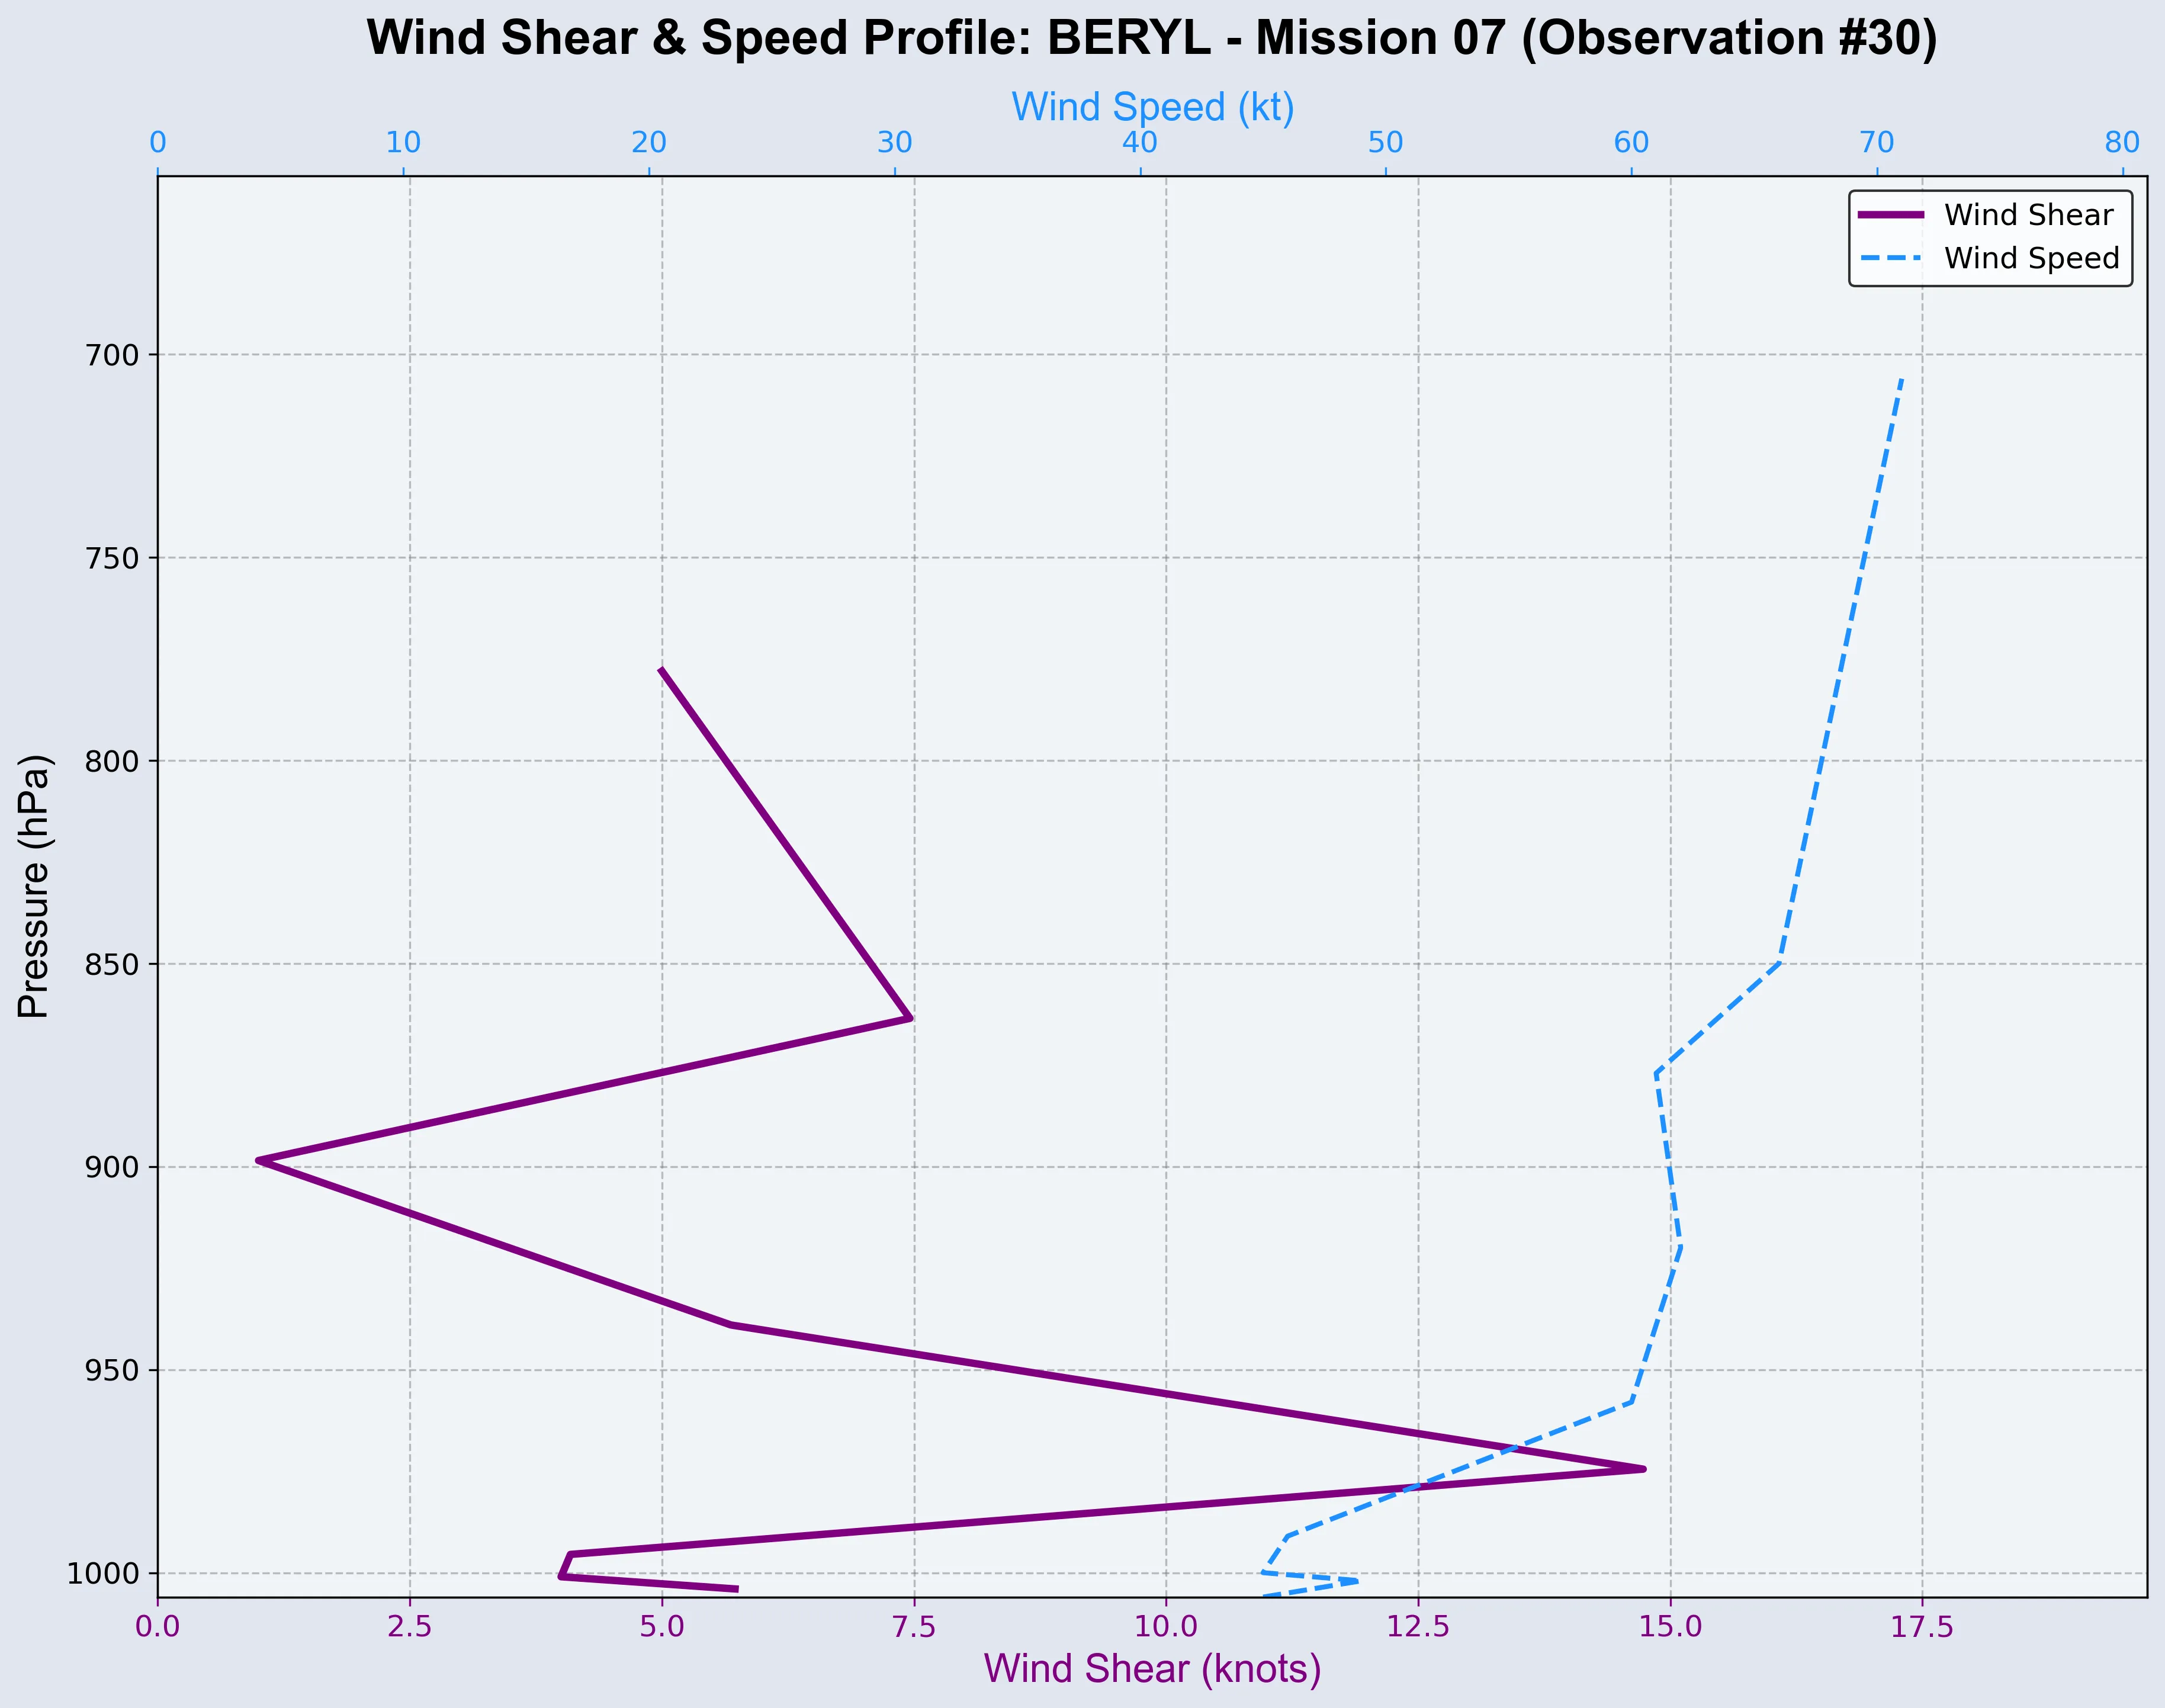 Wind Shear & Speed Profile: BERYL - Mission 07 (Observation #30)
Wind Speed (kt)
0 10 20 30 40 50 60 70 80
Wind Shear
Wind Speed
Pressure (hPa)
700
750
800
850
900
950
1000
0.0 2.5 5.0 7.5 10.0 12.5 15.0 17.5
Wind Shear (knots)